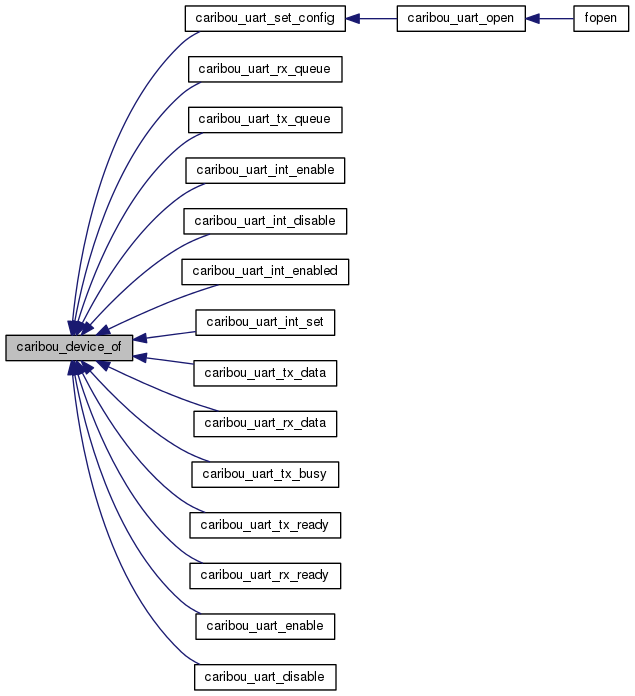 caribou_uart_set_config
caribou_uart_open
fopen
caribou_uart_rx_queue
caribou_uart_tx_queue
caribou_uart_int_enable
caribou_uart_int_disable
caribou_uart_int_enabled
caribou_uart_int_set
caribou_device_of
caribou_uart_tx_data
caribou_uart_rx_data
caribou_uart_tx_busy
caribou_uart_tx_ready
caribou_uart_rx_ready
caribou_uart_enable
caribou_uart_disable